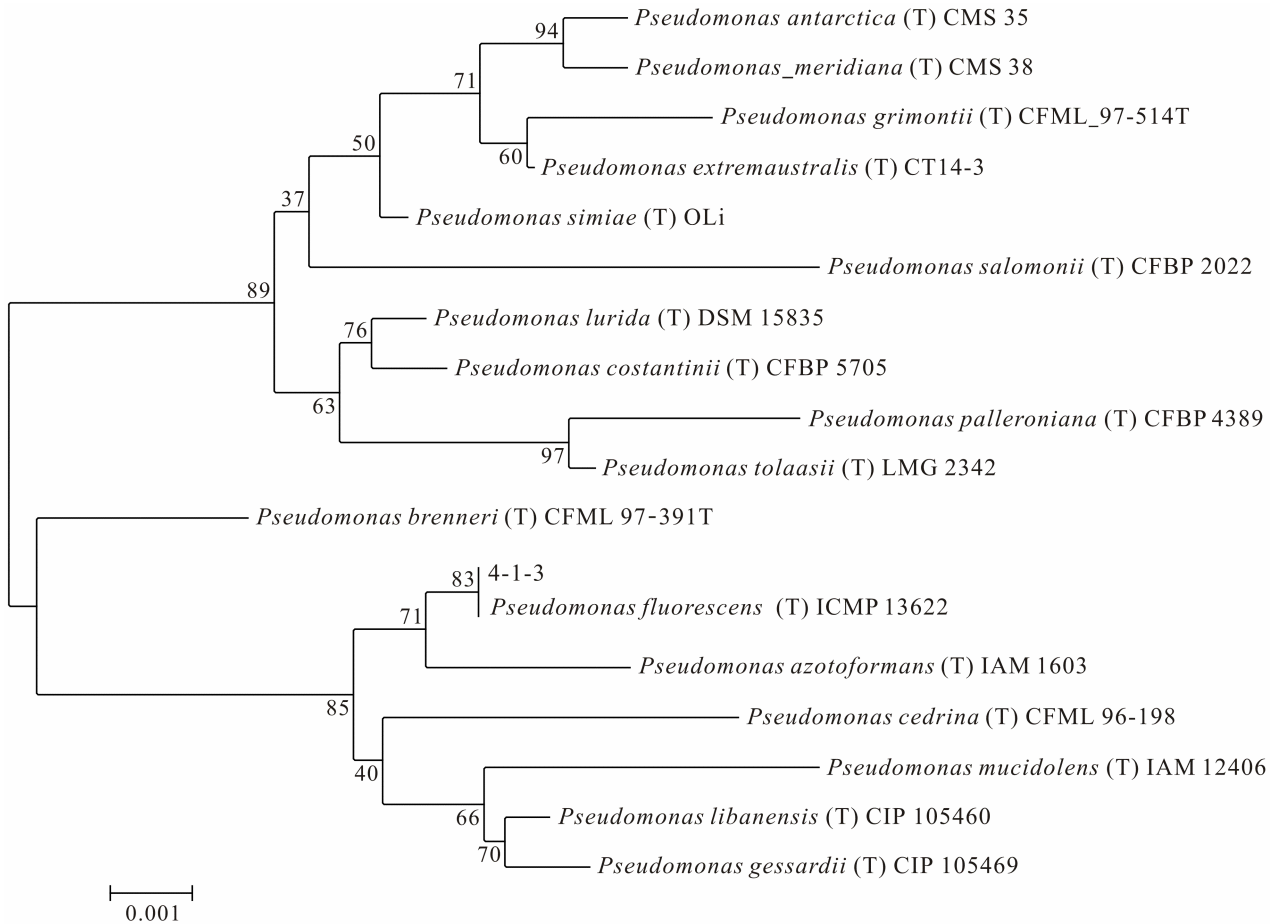 Pseudomonas antarctica (T) CMS 35
94
Pseudomonas_meridiana (T) CMS 38
71
Pseudomonas grimontii (T) CFML_97-514T
60
Pseudomonas extremaustralis (T) CT14-3
50
Pseudomonas simiae (T) OLi
37
Pseudomonas salomonii (T) CFBP 2022
89
Pseudomonas lurida (T) DSM 15835
76
Pseudomonas costantinii (T) CFBP 5705
63
Pseudomonas palleroniana (T) CFBP 4389
97
Pseudomonas tolaasii (T) LMG 2342
Pseudomonas brenneri (T) CFML 97-391T
83
4-1-3
Pseudomonas fluorescens (T) ICMP 13622
71
Pseudomonas azotoformans (T) IAM 1603
85
Pseudomonas cedrina (T) CFML 96-198
40
Pseudomonas mucidolens (T) IAM 12406
66
Pseudomonas libanensis (T) CIP 105460
70
Pseudomonas gessardii (T) CIP 105469
0.001